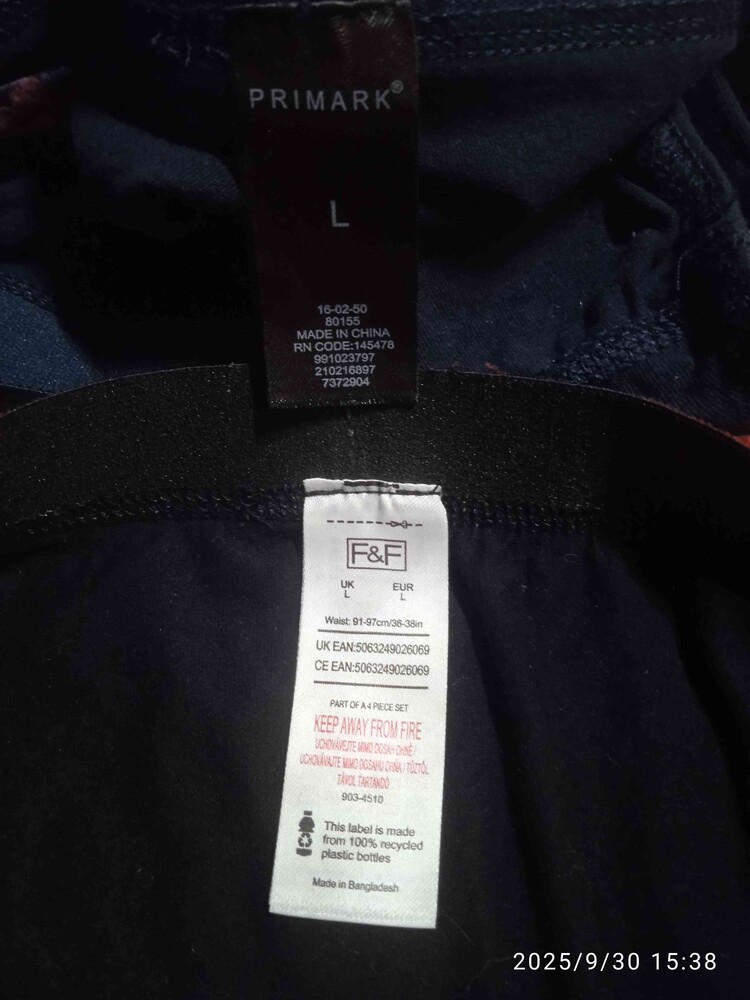 PRIMARK®
L
16-02-50
80155
MADE IN CHINA
RN CODE:145478
991023797
210216897
7372904
F&F
UK EUR
L L
Waist: 91-97cm/36-38in
UK EAN:5063249026069
CE EAN:5063249026069
PART OF A 4 PIECE SET
KEEP AWAY FROM FIRE
UCHOVÁVEJTE MIMO DOSAH OHNĚ /
UCHOVÁVAJTE MIMO DOSAHU OHŇA / TŰZTŐL
TÁVOL TARTANDÓ
903-4510
This label is made
from 100% recycled
plastic bottles
Made in Bangladesh
2025/9/30 15:38